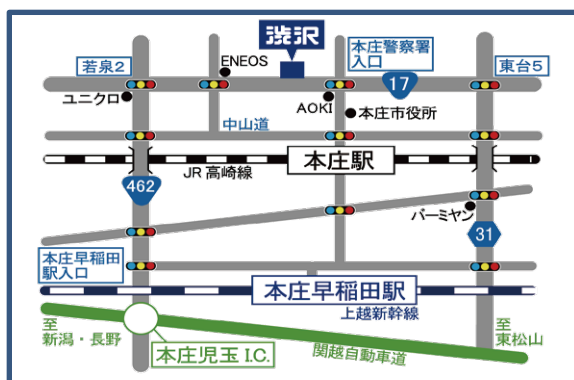 渋沢
ENEOS
若泉2
本庄警察署
入口
17
東台5
ユニクロ
AOKI
本庄市役所
中山道
本庄駅
JR高崎線
462
バーミヤン
31
本庄早稲田
駅入口
本庄早稲田駅
上越新幹線
至
新潟・長野
本庄児玉I.C.
関越自動車道
至
東松山